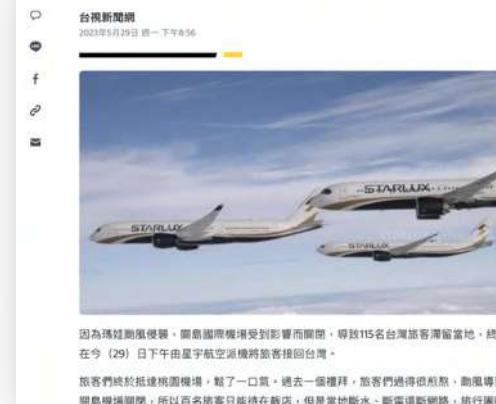 台視新聞網
2023年5月29日 週一 下午8:56
STARLUX
STARLUX
STARLUX
因為瑪娃颱風侵襲、關島國際機場受到影響而關閉,導致115名台灣旅客滯留當地、終
在今(29)日下午由星宇航空派機將旅客接回台灣。
旅客們終於抵達桃園機場,鬆了一口氣。過去一個禮拜,旅客們過得很煎熬,颱風導
關島機場關閉,所以百名旅客只能待在飯店,但是當地斷水、斷電還斷網路,旅行團